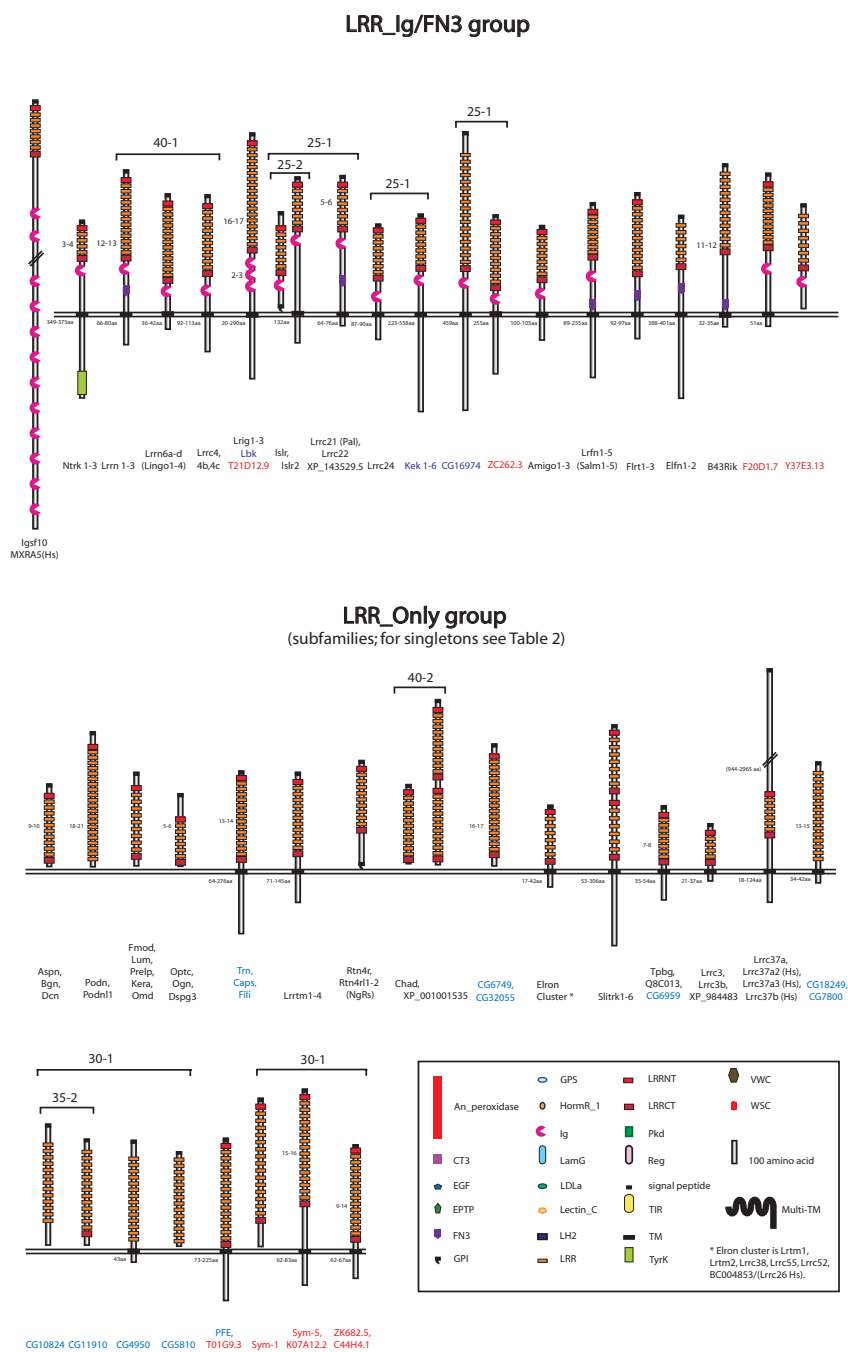 LRR_Ig/FN3 group
40-1
25-1
25-2
25-1
25-1
3-4
12-13
16-17
2-3
5-6
11-12
349-375aa
66-80aa
36-42aa
92-113aa
20-290aa
132aa
64-76aa
87-90aa
223-558aa
459aa
255aa
100-103aa
89-255aa
92-97aa
388-401aa
32-35aa
51aa
Ntrk 1-3
Lrrn 1-3
Lrrn6a-d
(Lingo1-4)
Lrrc4,
4b,4c
Lrig1-3
Lbk
T21D12.9
Islr,
Islr2
Lrrc21 (Pal),
Lrrc22
XP_143529.5
Lrrc24
Kek 1-6
CG16974
ZC262.3
Amigo1-3
Lrfn1-5
(Salm1-5)
Flrt1-3
Elfn1-2
B43Rik
F20D1.7
Y37E3.13
Igsf10
MXRA5(Hs)
LRR_Only group
(subfamilies; for singletons see Table 2)
40-2
9-10
18-21
5-6
13-14
16-17
7-8
(944-2965 aa)
13-15
64-276aa
71-145aa
17-42aa
53-306aa
35-54aa
21-37aa
18-124aa
34-42aa
Aspn,
Bgn,
Dcn
Podn,
Podnl1
Fmod,
Lum,
Prelp,
Kera,
Omd
Optc,
Ogn,
Dspg3
Trn,
Caps,
Fili
Lrrtm1-4
Rtn4r,
Rtn4rl1-2
(NgRs)
Chad,
XP_001001535
CG6749,
CG32055
Elron
Cluster *
Slitrk1-6
Tpbg,
Q8C013,
CG6959
Lrrc3,
Lrrc3b,
XP_984483
Lrrc37a,
Lrrc37a2 (Hs),
Lrrc37a3 (Hs),
Lrrc37b (Hs)
CG18249,
CG7800
30-1
35-2
30-1
15-16
9-14
43aa
73-225aa
62-83aa
62-67aa
CG10824
CG11910
CG4950
CG5810
PFE,
T01G9.3
Sym-1
Sym-5,
K07A12.2
ZK682.5,
C44H4.1
An_peroxidase
CT3
EGF
EPTP
FN3
GPI
GPS
HormR_1
Ig
LamG
LDLa
Lectin_C
LH2
LRR
LRRNT
LRRCT
Pkd
Reg
signal peptide
TIR
TM
TyrK
VWC
WSC
100 amino acid
Multi-TM
* Elron cluster is Lrtm1,
Lrtm2, Lrrc38, Lrrc55, Lrrc52,
BC004853/(Lrrc26 Hs).